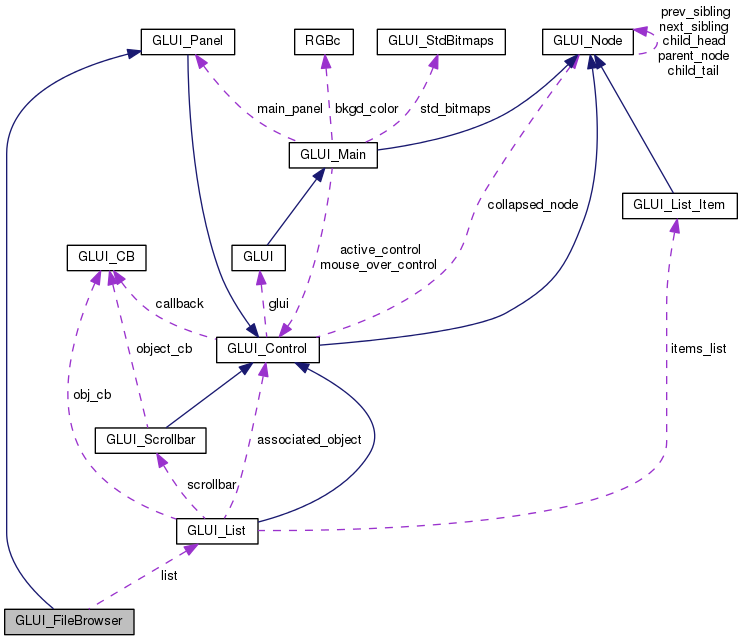 prev_sibling
next_sibling
child_head
parent_node
child_tail
GLUI_Panel
RGBc
GLUI_StdBitmaps
GLUI_Node
main_panel
bkgd_color
std_bitmaps
GLUI_Main
collapsed_node
GLUI_List_Item
GLUI_CB
GLUI
active_control
mouse_over_control
callback
glui
object_cb
GLUI_Control
items_list
obj_cb
GLUI_Scrollbar
associated_object
scrollbar
GLUI_List
list
GLUI_FileBrowser